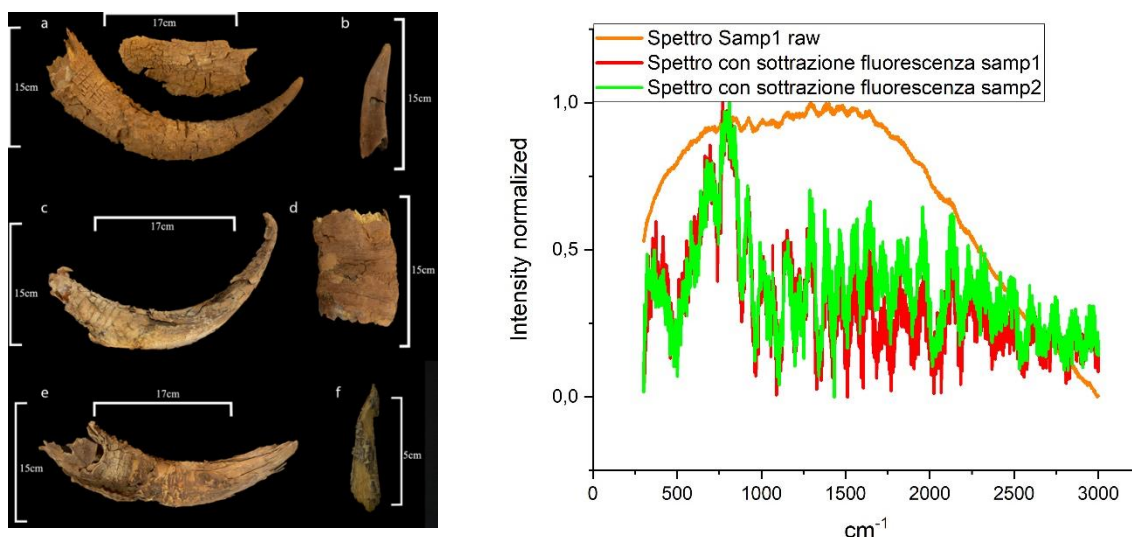 a
17cm
b
15cm
15cm
c
17cm
d
15cm
15cm
e
17cm
f
15cm
5cm
Spettro Samp1 raw
Spettro con sottrazione fluorescenza samp1
Spettro con sottrazione fluorescenza samp2
Intensity normalized
1,0
0,5
0,0
0
500
1000
1500
2000
2500
3000
cm-1